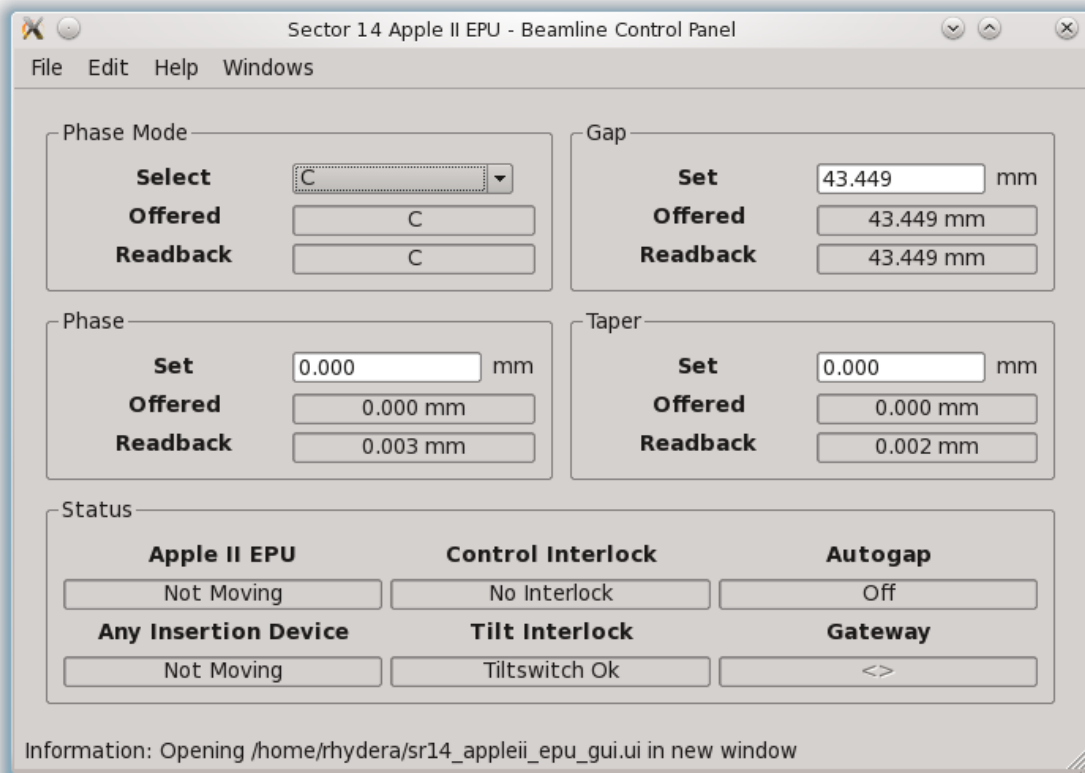 Sector 14 Apple II EPU - Beamline Control Panel
File Edit Help Windows
Phase Mode
Select C
Offered C
Readback C
Gap
Set 43.449 mm
Offered 43.449 mm
Readback 43.449 mm
Phase
Set 0.000 mm
Offered 0.000 mm
Readback 0.003 mm
Taper
Set 0.000 mm
Offered 0.000 mm
Readback 0.002 mm
Status
Apple II EPU Control Interlock Autogap
Not Moving No Interlock Off
Any Insertion Device Tilt Interlock Gateway
Not Moving Tiltswitch Ok <>
Information: Opening /home/rhydera/sr14_appleii_epu_gui.ui in new window